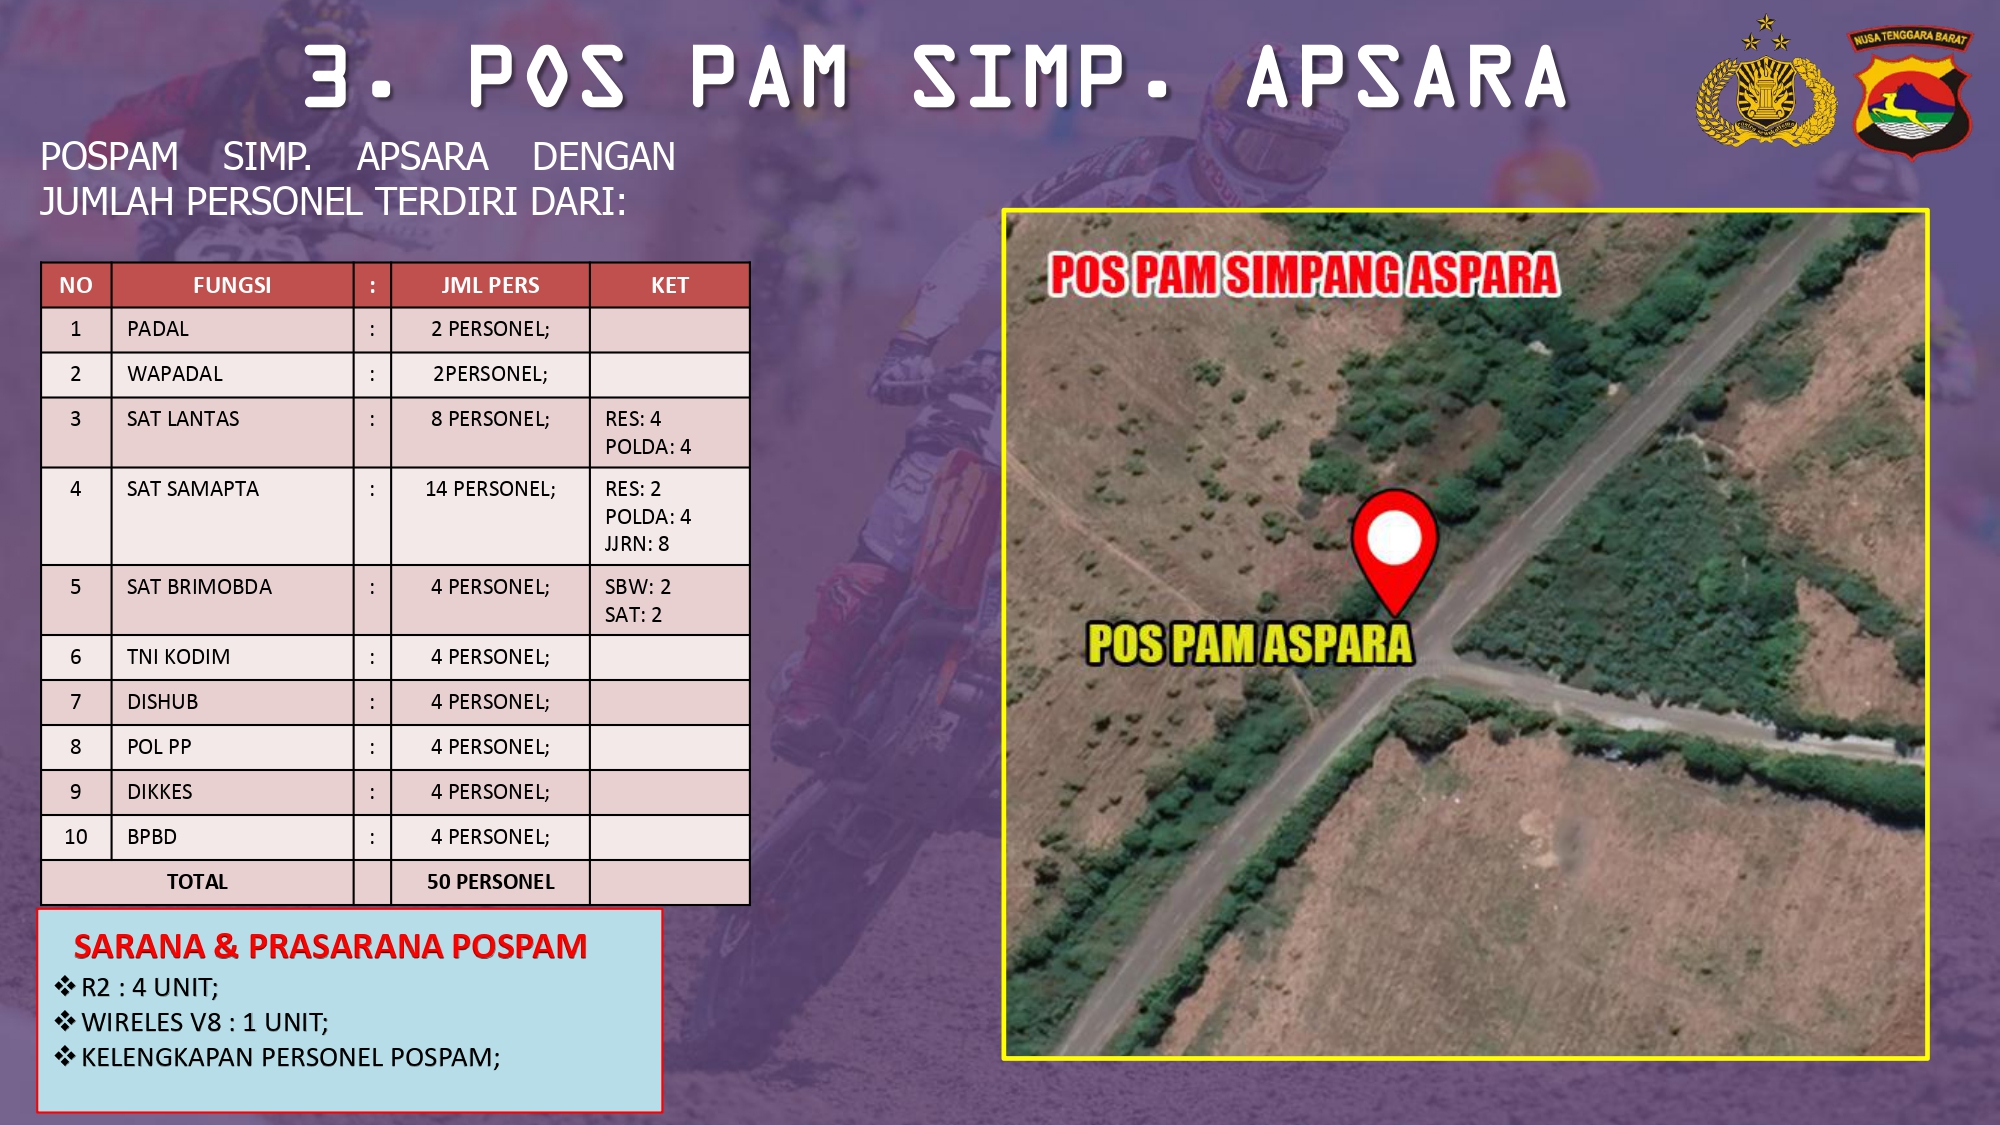 3. POS PAM SIMP. APSARA
NUSA TENGGARA BARAT
POSPAM SIMP. APSARA DENGAN
JUMLAH PERSONEL TERDIRI DARI:
NO FUNGSI : JML PERS KET
1 PADAL : 2 PERSONEL;
2 WAPADAL : 2PERSONEL;
3 SAT LANTAS : 8 PERSONEL; RES: 4
POLDA: 4
4 SAT SAMAPTA : 14 PERSONEL; RES: 2
POLDA: 4
JJRN: 8
5 SAT BRIMOBDA : 4 PERSONEL; SBW: 2
SAT: 2
6 TNI KODIM : 4 PERSONEL;
7 DISHUB : 4 PERSONEL;
8 POL PP : 4 PERSONEL;
9 DIKKES : 4 PERSONEL;
10 BPBD : 4 PERSONEL;
TOTAL 50 PERSONEL
SARANA & PRASARANA POSPAM
❖ R2 : 4 UNIT;
❖ WIRELES V8 : 1 UNIT;
❖ KELENGKAPAN PERSONEL POSPAM;
POS PAM SIMPANG ASPARA
POS PAM ASPARA